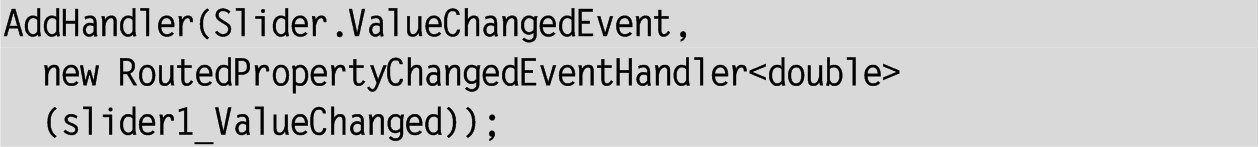 AddHandler(Slider.ValueChangedEvent,
new RoutedPropertyChangedEventHandler<double>
(slider1_ValueChanged));